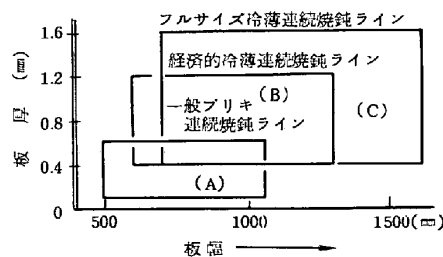 フルサイズ冷薄連続焼鈍ライン
経済的冷薄連続焼鈍ライン
一般ブリキ
連続焼鈍ライン
(A)
(B)
(C)
板厚(㎜)
1.6
1.2
0.8
0.4
0
500
1000
1500(㎜)
板幅